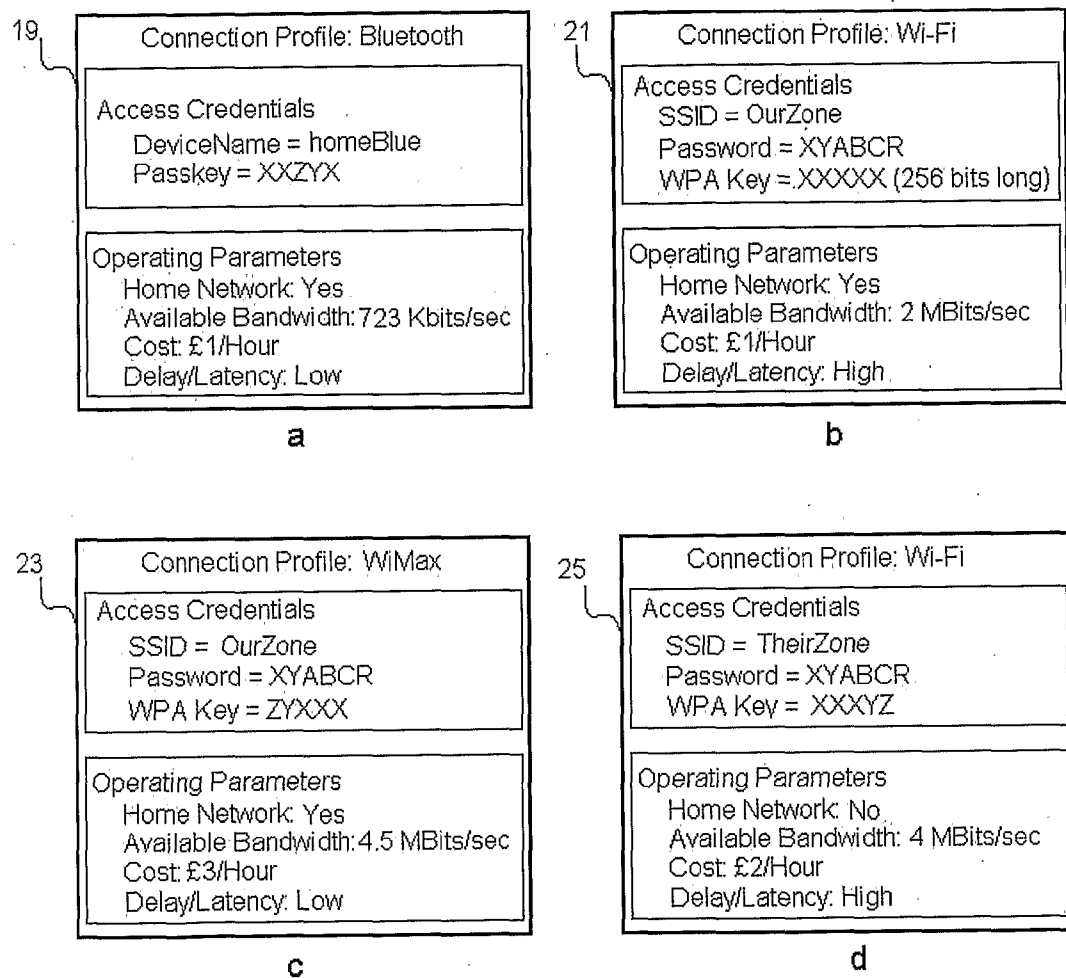 19
Connection Profile: Bluetooth
Access Credentials
DeviceName = homeBlue
Passkey = XXZYX
Operating Parameters
Home Network: Yes
Available Bandwidth: 723 Kbits/sec
Cost: £1/Hour
Delay/Latency: Low
a
21
Connection Profile: Wi-Fi
Access Credentials
SSID = OurZone
Password = XYABCR
WPA Key = XXXXX (256 bits long)
Operating Parameters
Home Network: Yes
Available Bandwidth: 2 MBits/sec
Cost: £1/Hour
Delay/Latency: High
b
23
Connection Profile: WiMax
Access Credentials
SSID = OurZone
Password = XYABCR
WPA Key = ZYXXX
Operating Parameters
Home Network: Yes
Available Bandwidth: 4.5 MBits/sec
Cost: £3/Hour
Delay/Latency: Low
c
25
Connection Profile: Wi-Fi
Access Credentials
SSID = TheirZone
Password = XYABCR
WPA Key = XXXYZ
Operating Parameters
Home Network: No
Available Bandwidth: 4 MBits/sec
Cost: £2/Hour
Delay/Latency: High
d